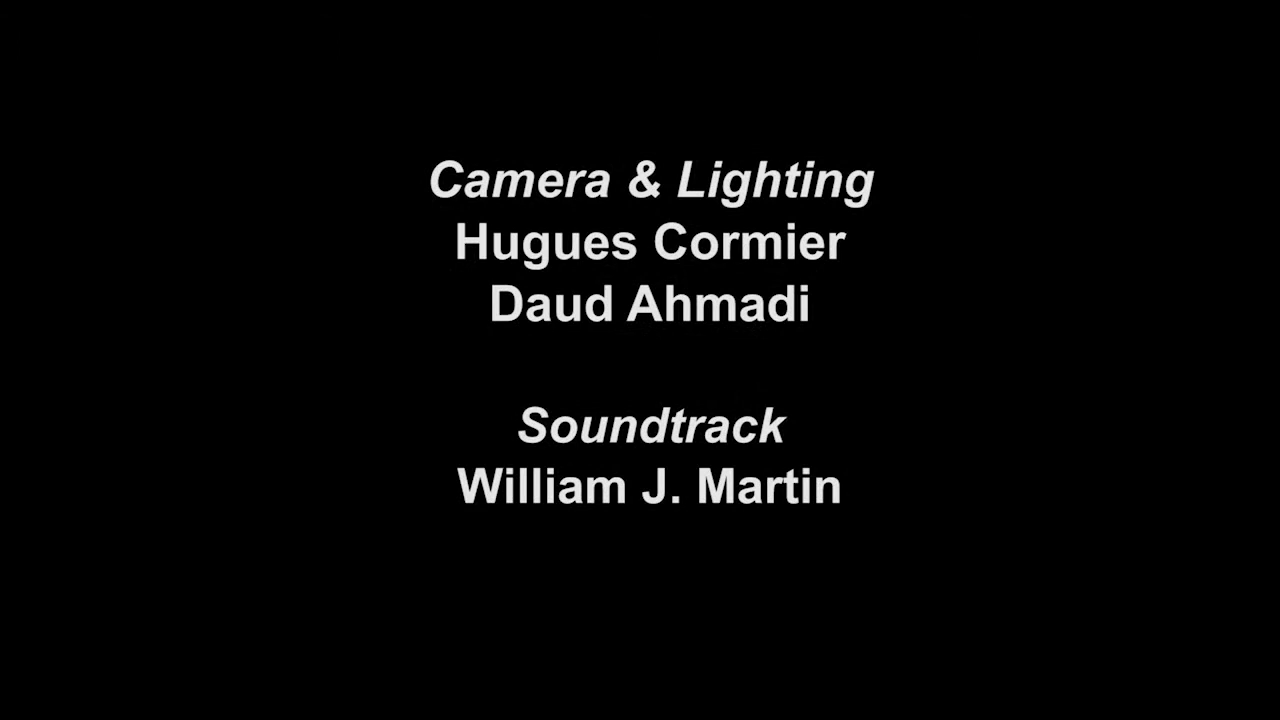 Camera & Lighting
Hugues Cormier
Daud Ahmadi
Soundtrack
William J. Martin